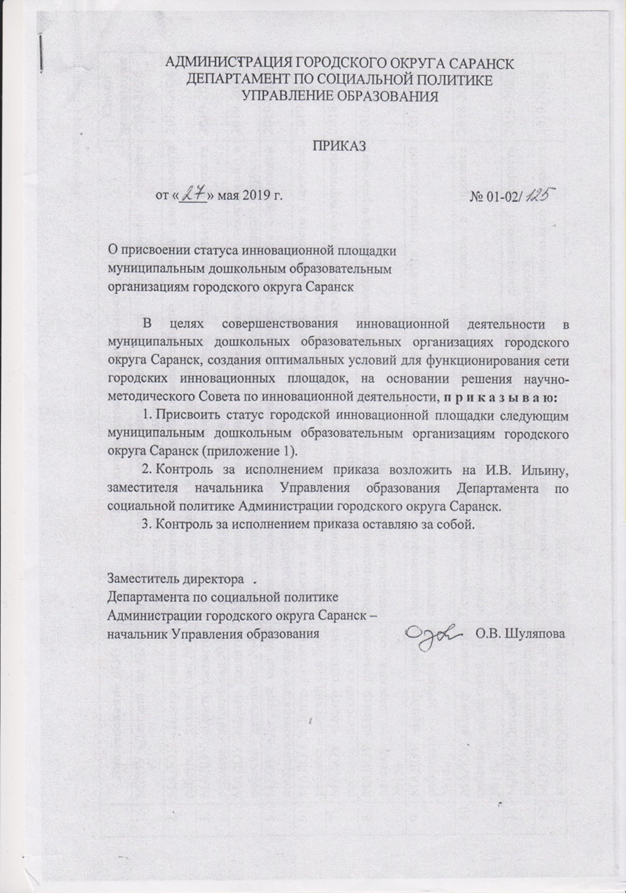 АДМИНИСТРАЦИЯ ГОРОДСКОГО ОКРУГА САРАНСК
ДЕПАРТАМЕНТ ПО СОЦИАЛЬНОЙ ПОЛИТИКЕ
УПРАВЛЕНИЕ ОБРАЗОВАНИЯ
ПРИКАЗ
от «27» мая 2019 г. № 01-02/125
О присвоении статуса инновационной площадки
муниципальным дошкольным образовательным
организациям городского округа Саранск
В целях совершенствования инновационной деятельности в
муниципальных дошкольных образовательных организациях городского
округа Саранск, создания оптимальных условий для функционирования сети
городских инновационных площадок, на основании решения научно-
методического Совета по инновационной деятельности, п р и к а з ы в а ю:
1. Присвоить статус городской инновационной площадки следующим
муниципальным дошкольным образовательным организациям городского
округа Саранск (приложение 1).
2. Контроль за исполнением приказа возложить на И.В. Ильину,
заместителя начальника Управления образования Департамента по
социальной политике Администрации городского округа Саранск.
3. Контроль за исполнением приказа оставляю за собой.
Заместитель директора
Департамента по социальной политике
Администрации городского округа Саранск –
начальник Управления образования О.В. Шуляпова